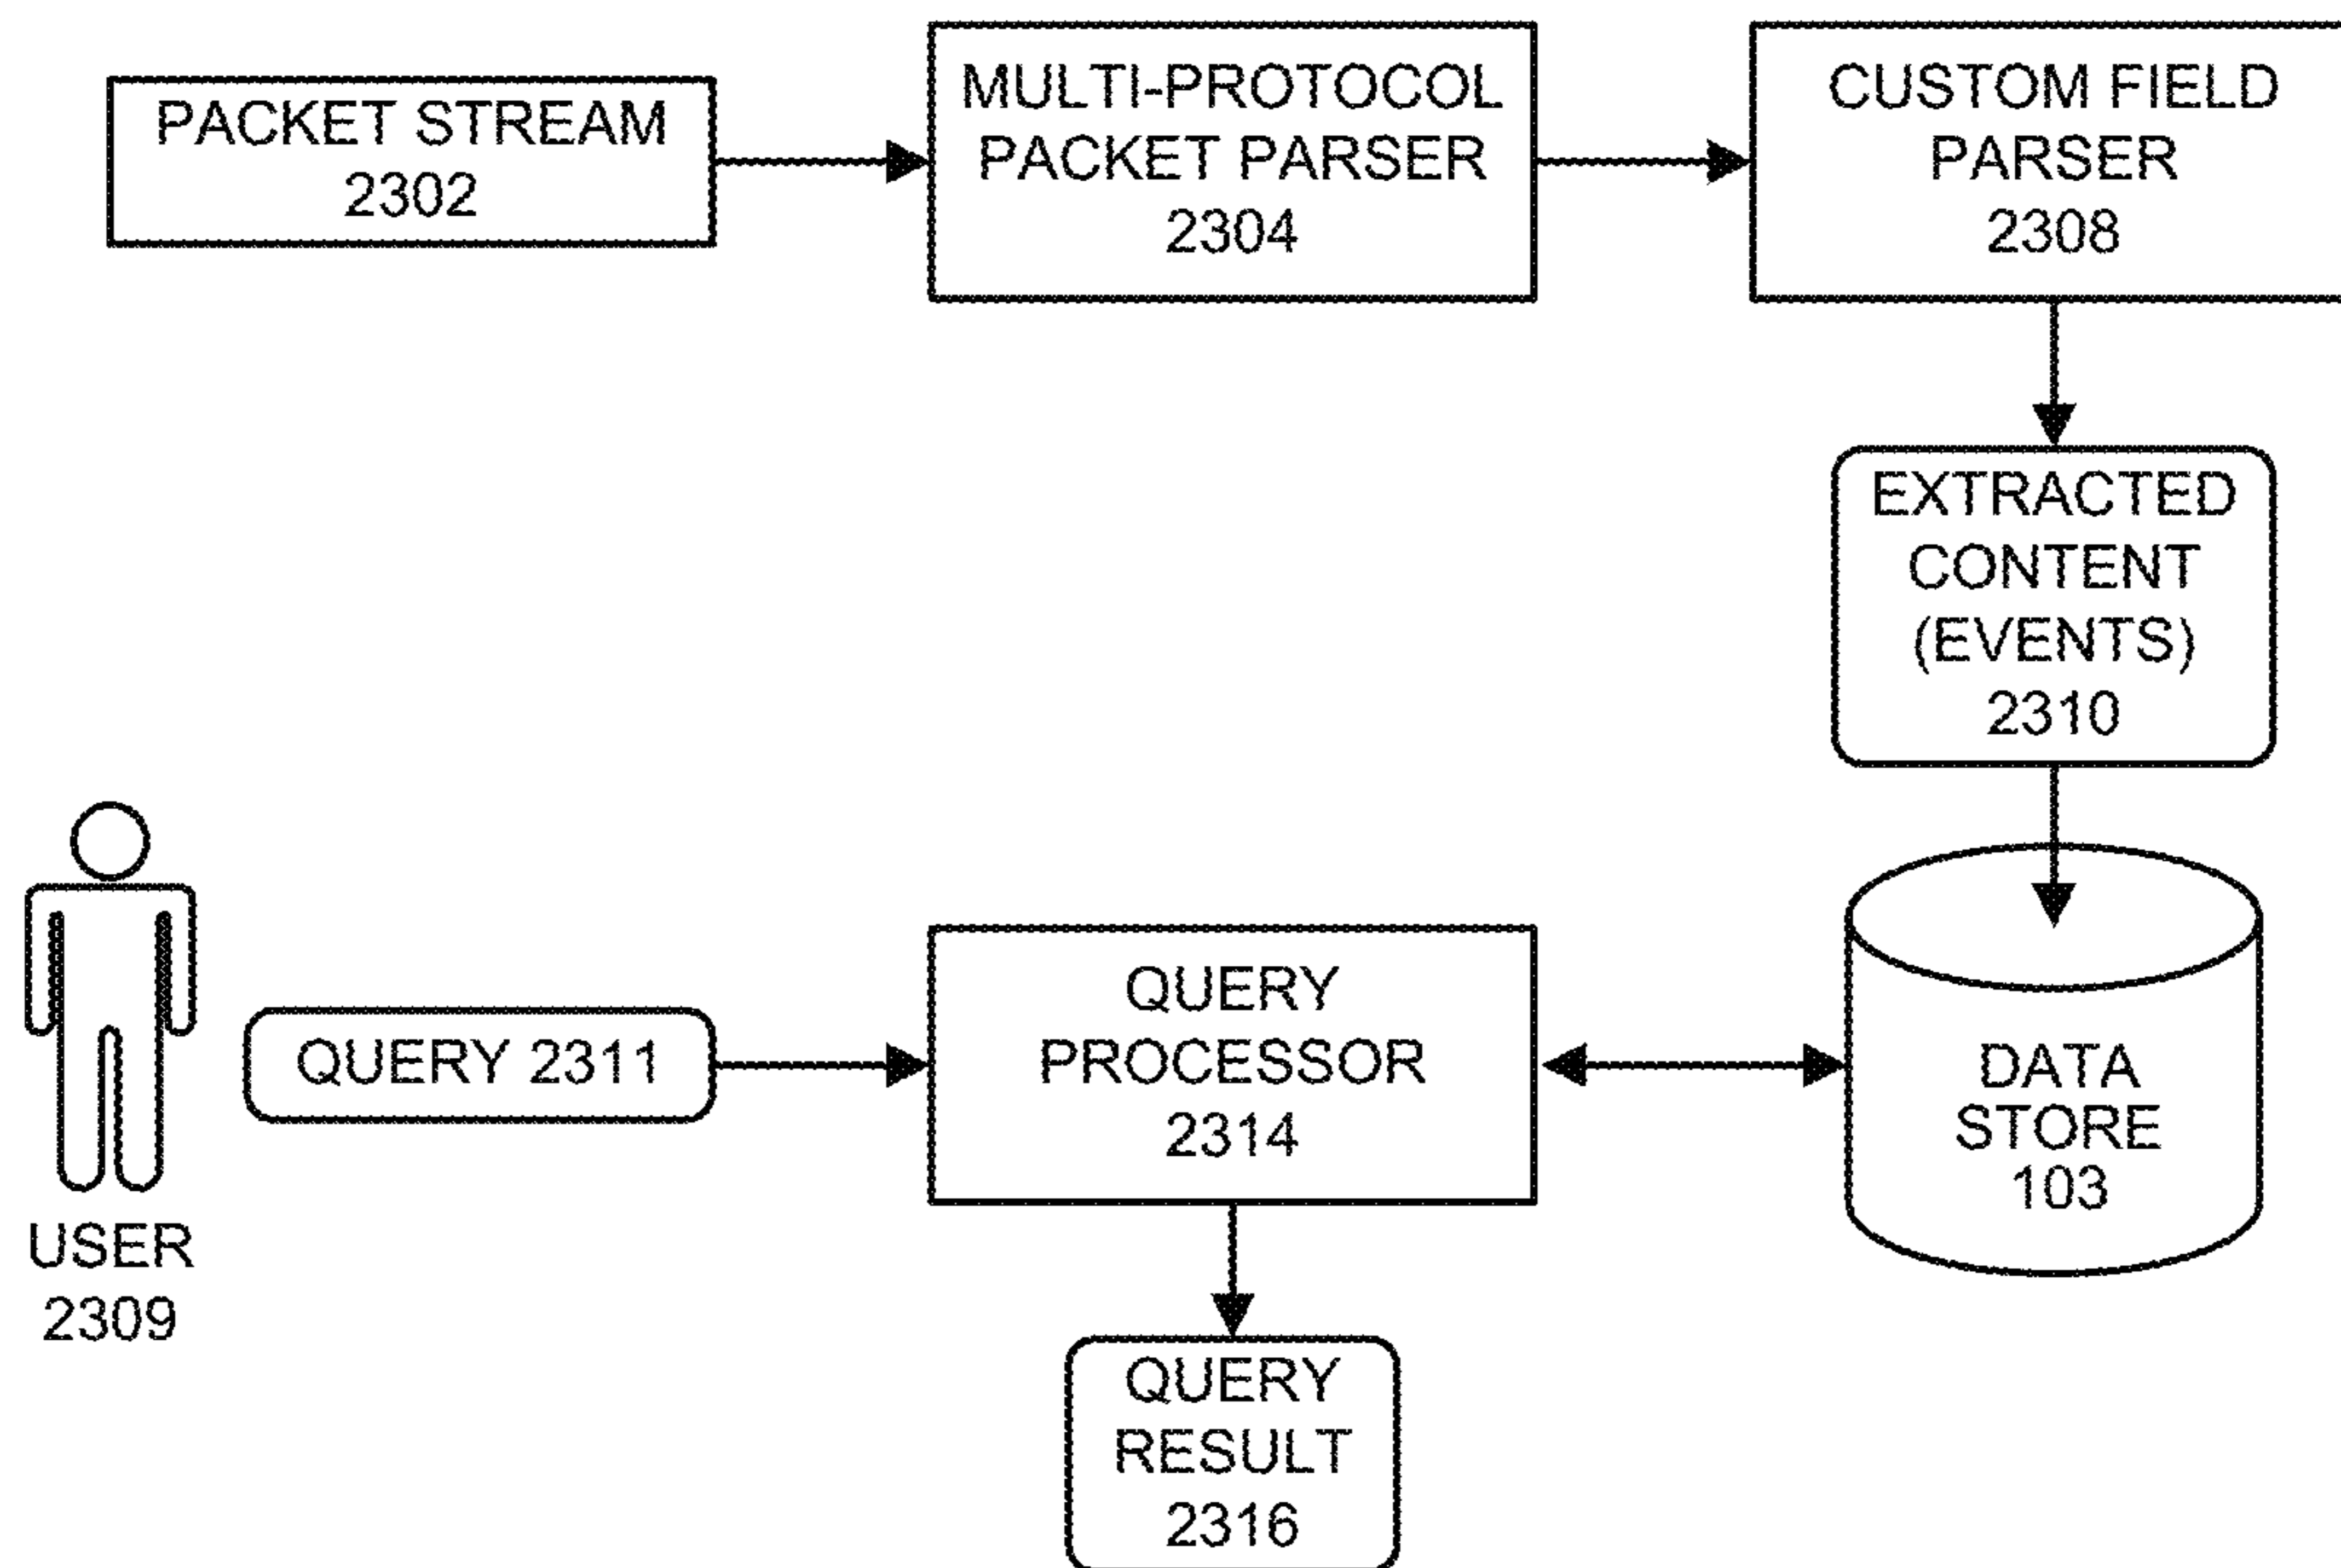 PACKET STREAM
2302
MULTI-PROTOCOL
PACKET PARSER
2304
CUSTOM FIELD
PARSER
2308
EXTRACTED
CONTENT
(EVENTS)
2310
USER
2309
QUERY 2311
QUERY
PROCESSOR
2314
DATA
STORE
103
QUERY
RESULT
2316